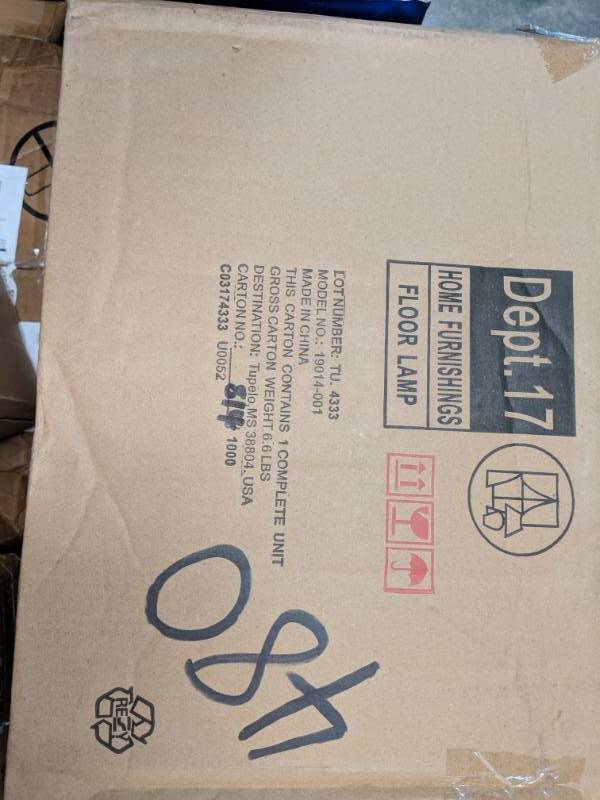 Dept. 17
HOME FURNISHINGS
FLOOR LAMP
LOT NUMBER: TU. 4333
MODEL NO.: 19014-001
MADE IN CHINA
THIS CARTON CONTAINS 1 COMPLETE UNIT
GROSS CARTON WEIGHT 6.6 LBS
DESTINATION: Tupelo,MS 38804. USA
CARTON NO.: 814 1000
C03174333 U0052
084
RESY